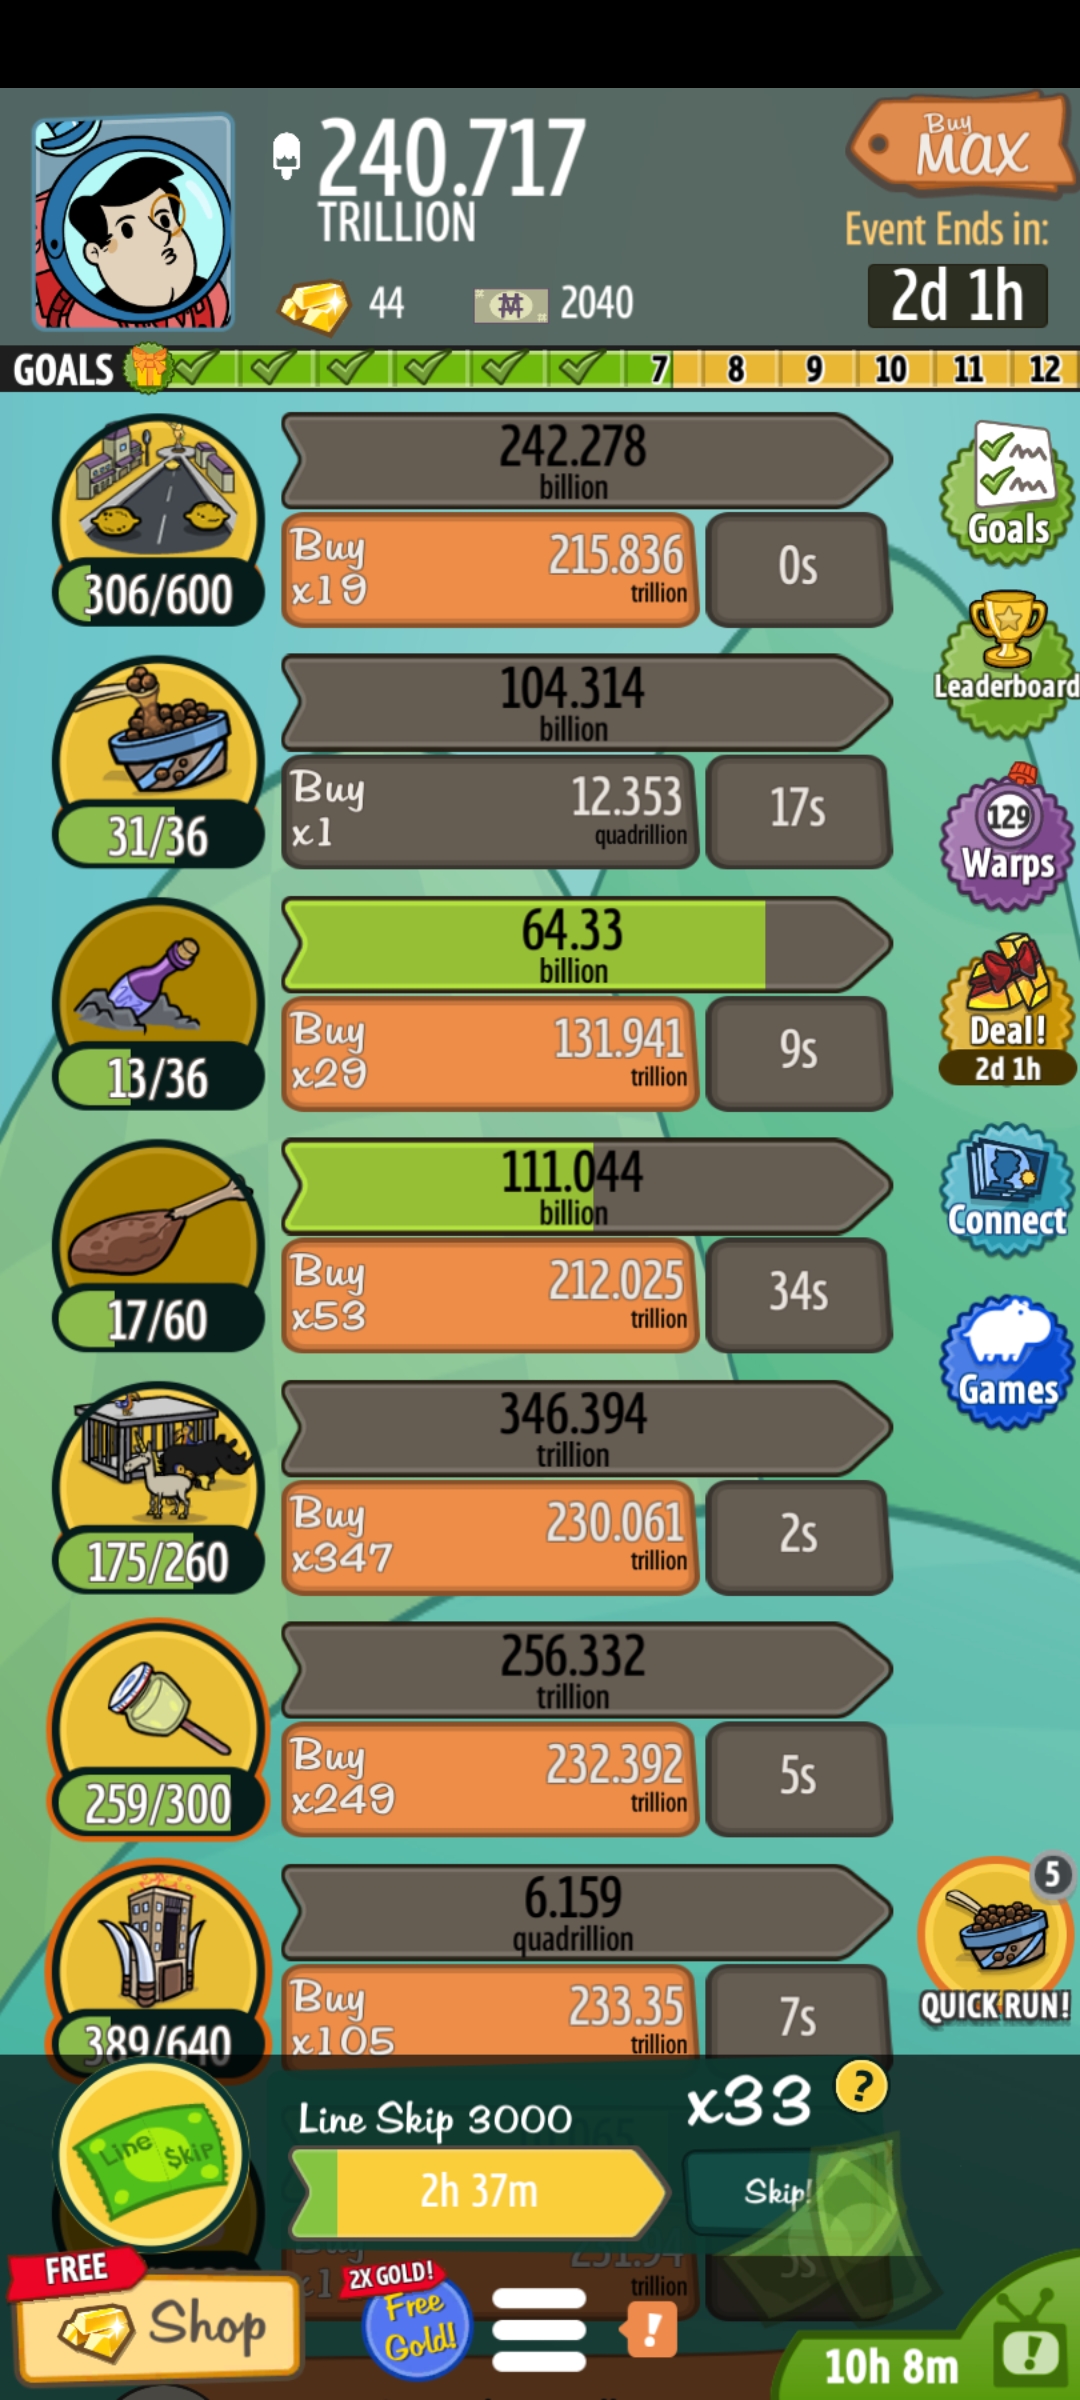 240.717
TRILLION
Buy
MAX
Event Ends in:
2d 1h
44
2040
GOALS
7
8
9
10
11
12
242.278
billion
Buy
x19
215.836
trillion
0s
306/600
Goals
Leaderboard
104.314
billion
Buy
x1
12.353
quadrillion
17s
31/36
129
Warps
64.33
billion
Buy
x29
131.941
trillion
9s
13/36
Deal!
2d 1h
111.044
billion
Buy
x53
212.025
trillion
34s
17/60
Connect
Games
346.394
trillion
Buy
x347
230.061
trillion
2s
175/260
256.332
trillion
Buy
x249
232.392
trillion
5s
259/300
6.159
quadrillion
Buy
x105
233.35
trillion
7s
389/640
5
QUICK RUN!
Line Skip
Line Skip 3000
x33
?
2h 37m
Skip!
Buy
231.94
trillion
FREE
Shop
2X GOLD!
Free
Gold!
!
10h 8m
!